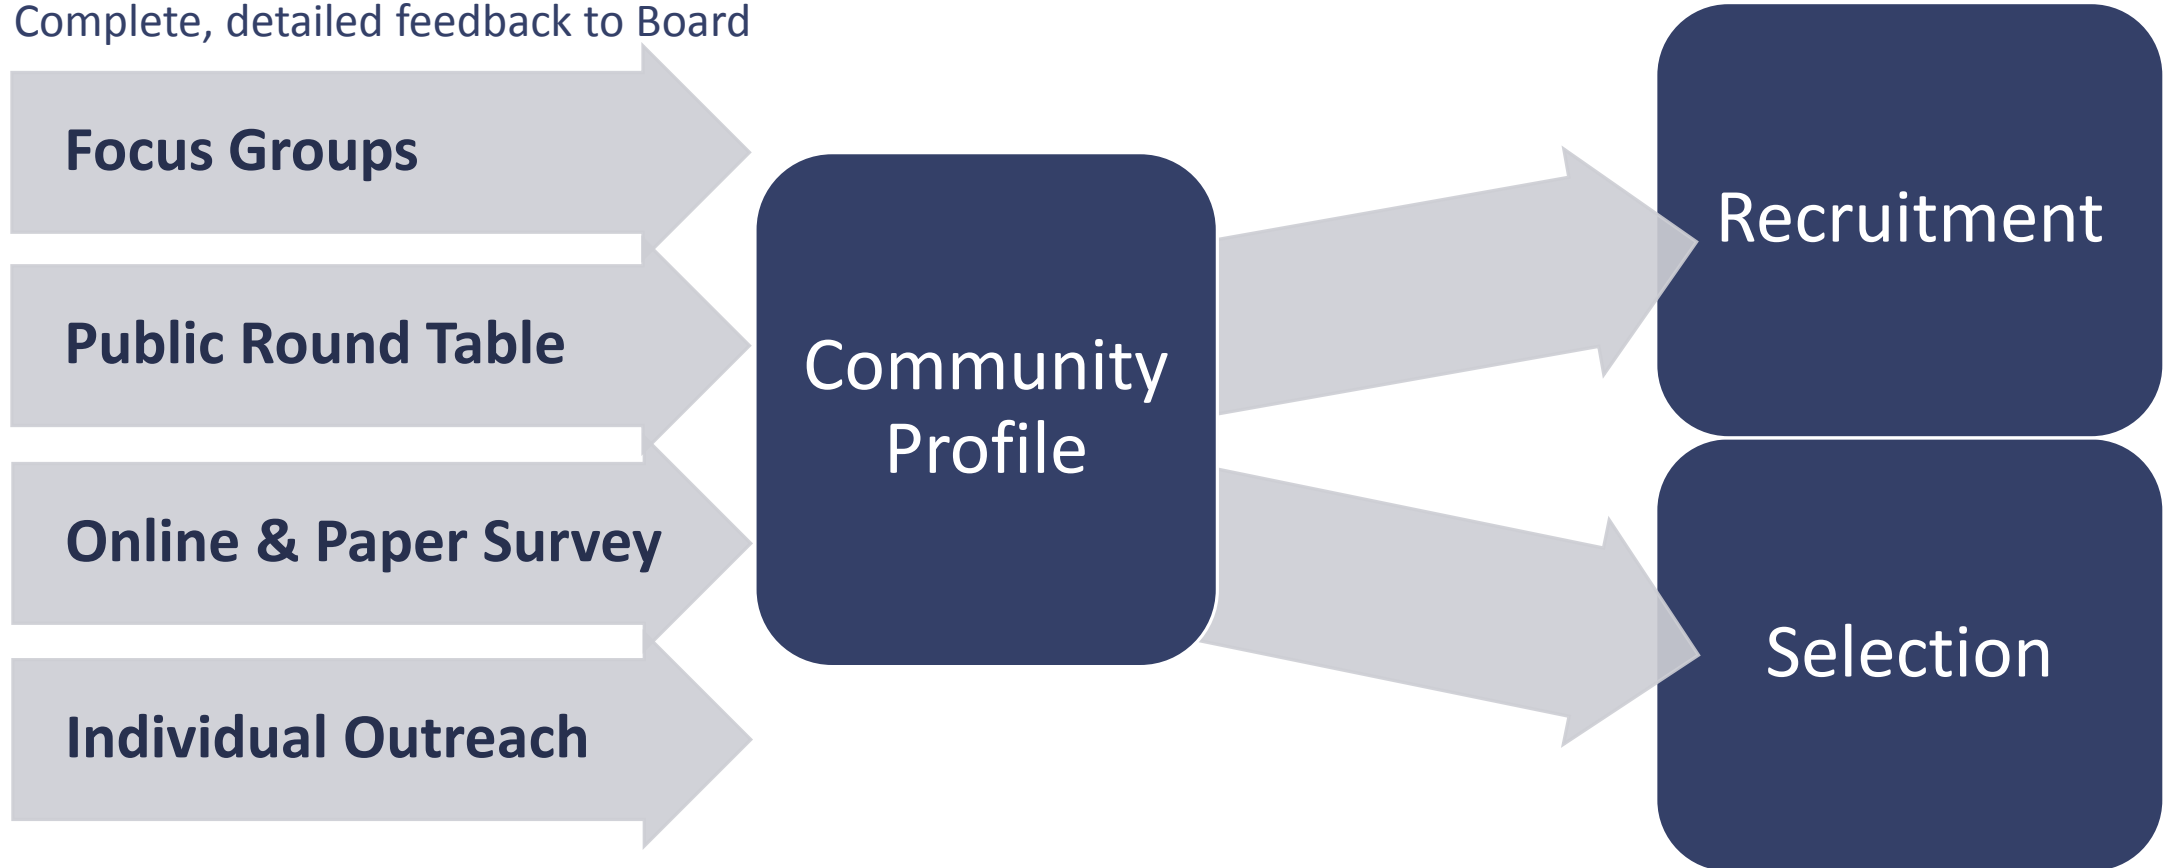 Complete, detailed feedback to Board
Focus Groups
Public Round Table
Online & Paper Survey
Individual Outreach
Community
Profile
Recruitment
Selection